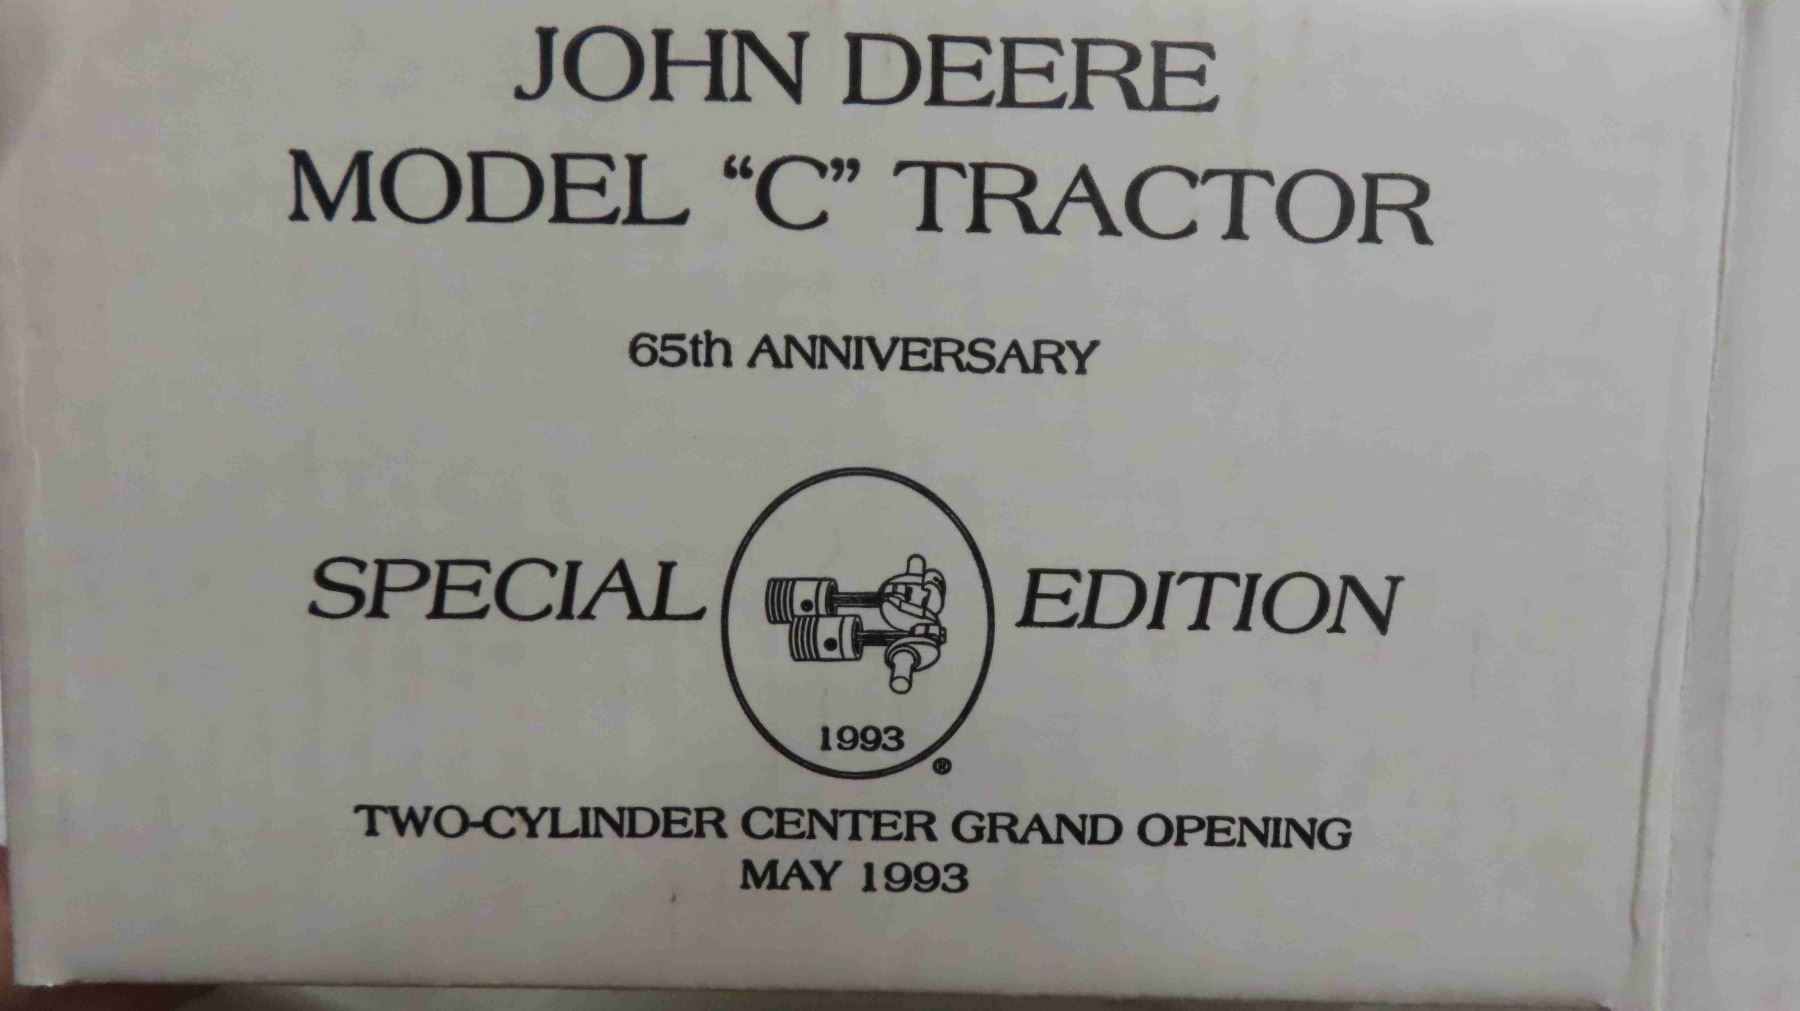 JOHN DEERE
MODEL “C” TRACTOR
65th ANNIVERSARY
SPECIAL EDITION
1993
®
TWO-CYLINDER CENTER GRAND OPENING
MAY 1993